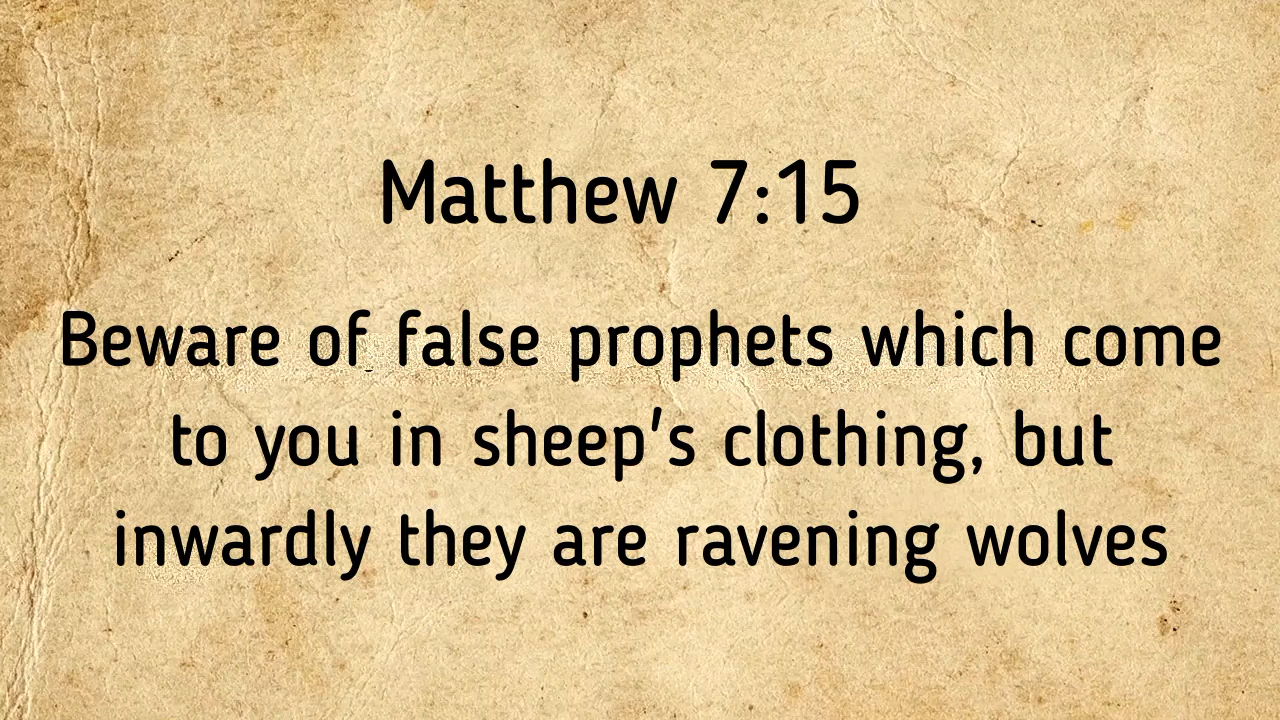 Matthew 7:15
Beware of false prophets which come
to you in sheep's clothing, but
inwardly they are ravening wolves